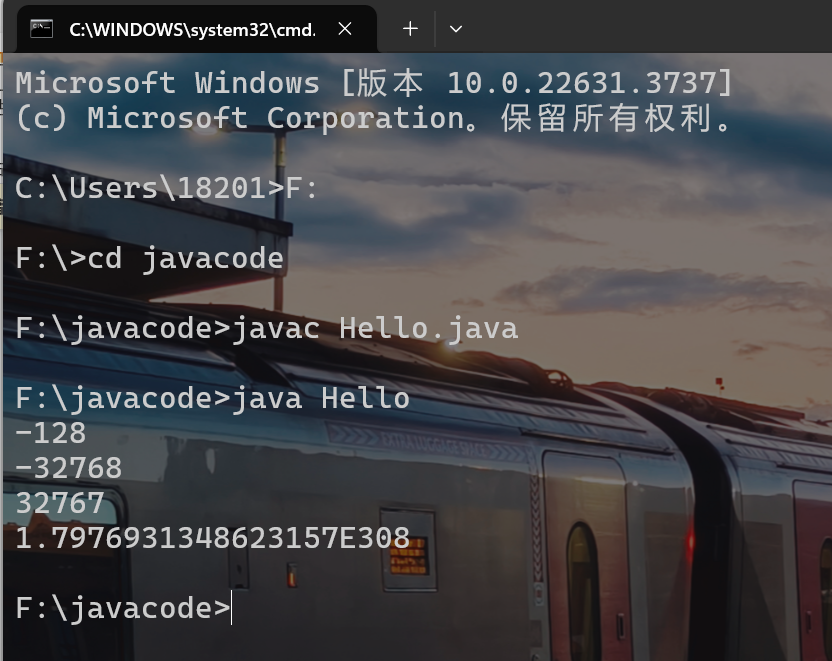 C:\WINDOWS\system32\cmd.
Microsoft Windows [版本 10.0.22631.3737]
(c) Microsoft Corporation。保留所有权利。
C:\Users\18201>F:
F:\>cd javacode
F:\javacode>javac Hello.java
F:\javacode>java Hello
-128
-32768
32767
1.7976931348623157E308
F:\javacode>